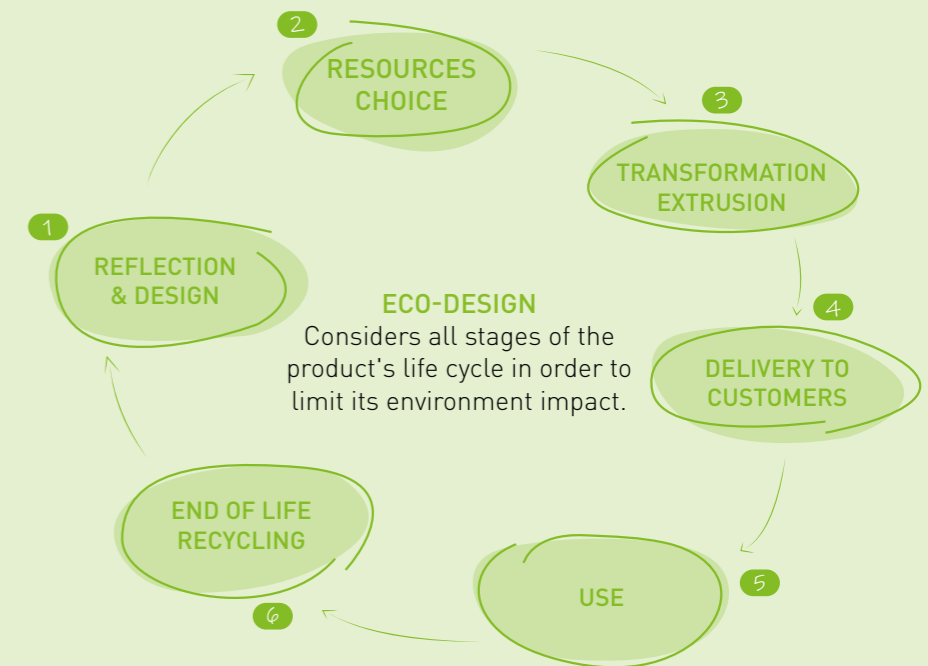 1
REFLECTION
& DESIGN
2
RESOURCES
CHOICE
3
TRANSFORMATION
EXTRUSION
4
DELIVERY TO
CUSTOMERS
5
USE
6
END OF LIFE
RECYCLING
ECO-DESIGN
Considers all stages of the
product's life cycle in order to
limit its environment impact.